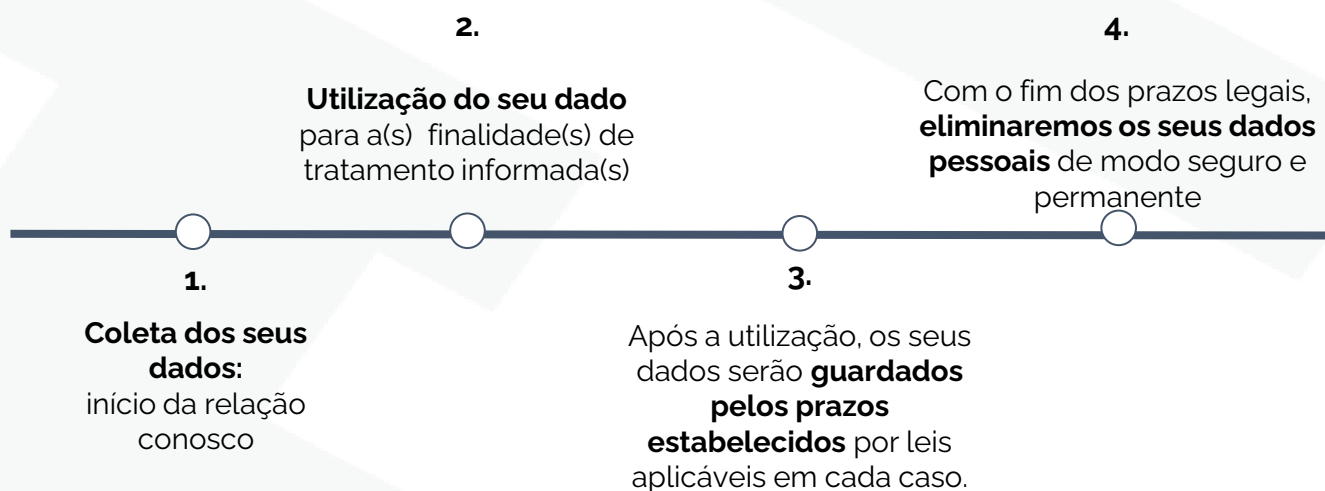 1.
Coleta dos seus
dados:
início da relação
conosco
2.
Utilização do seu dado
para a(s) finalidade(s) de
tratamento informada(s)
3.
Após a utilização, os seus
dados serão guardados
pelos prazos
estabelecidos por leis
aplicáveis em cada caso.
4.
Com o fim dos prazos legais,
eliminaremos os seus dados
pessoais de modo seguro e
permanente